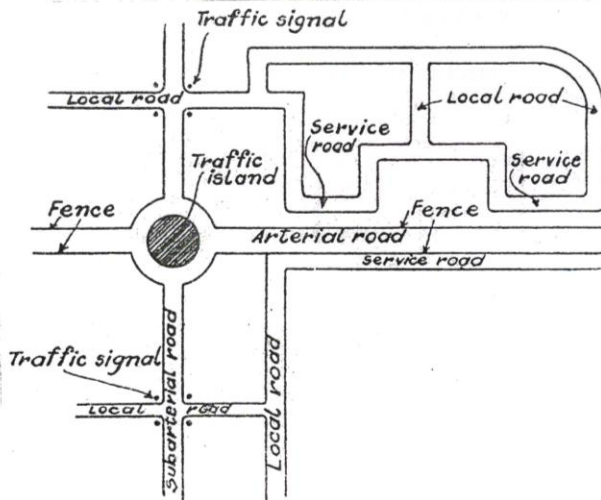 Traffic signal
Local road
Local road
Service
road
Service
road
Traffic
island
Fence
Fence
Arterial road
Service road
Traffic signal
Subarterial road
Local road
Local road